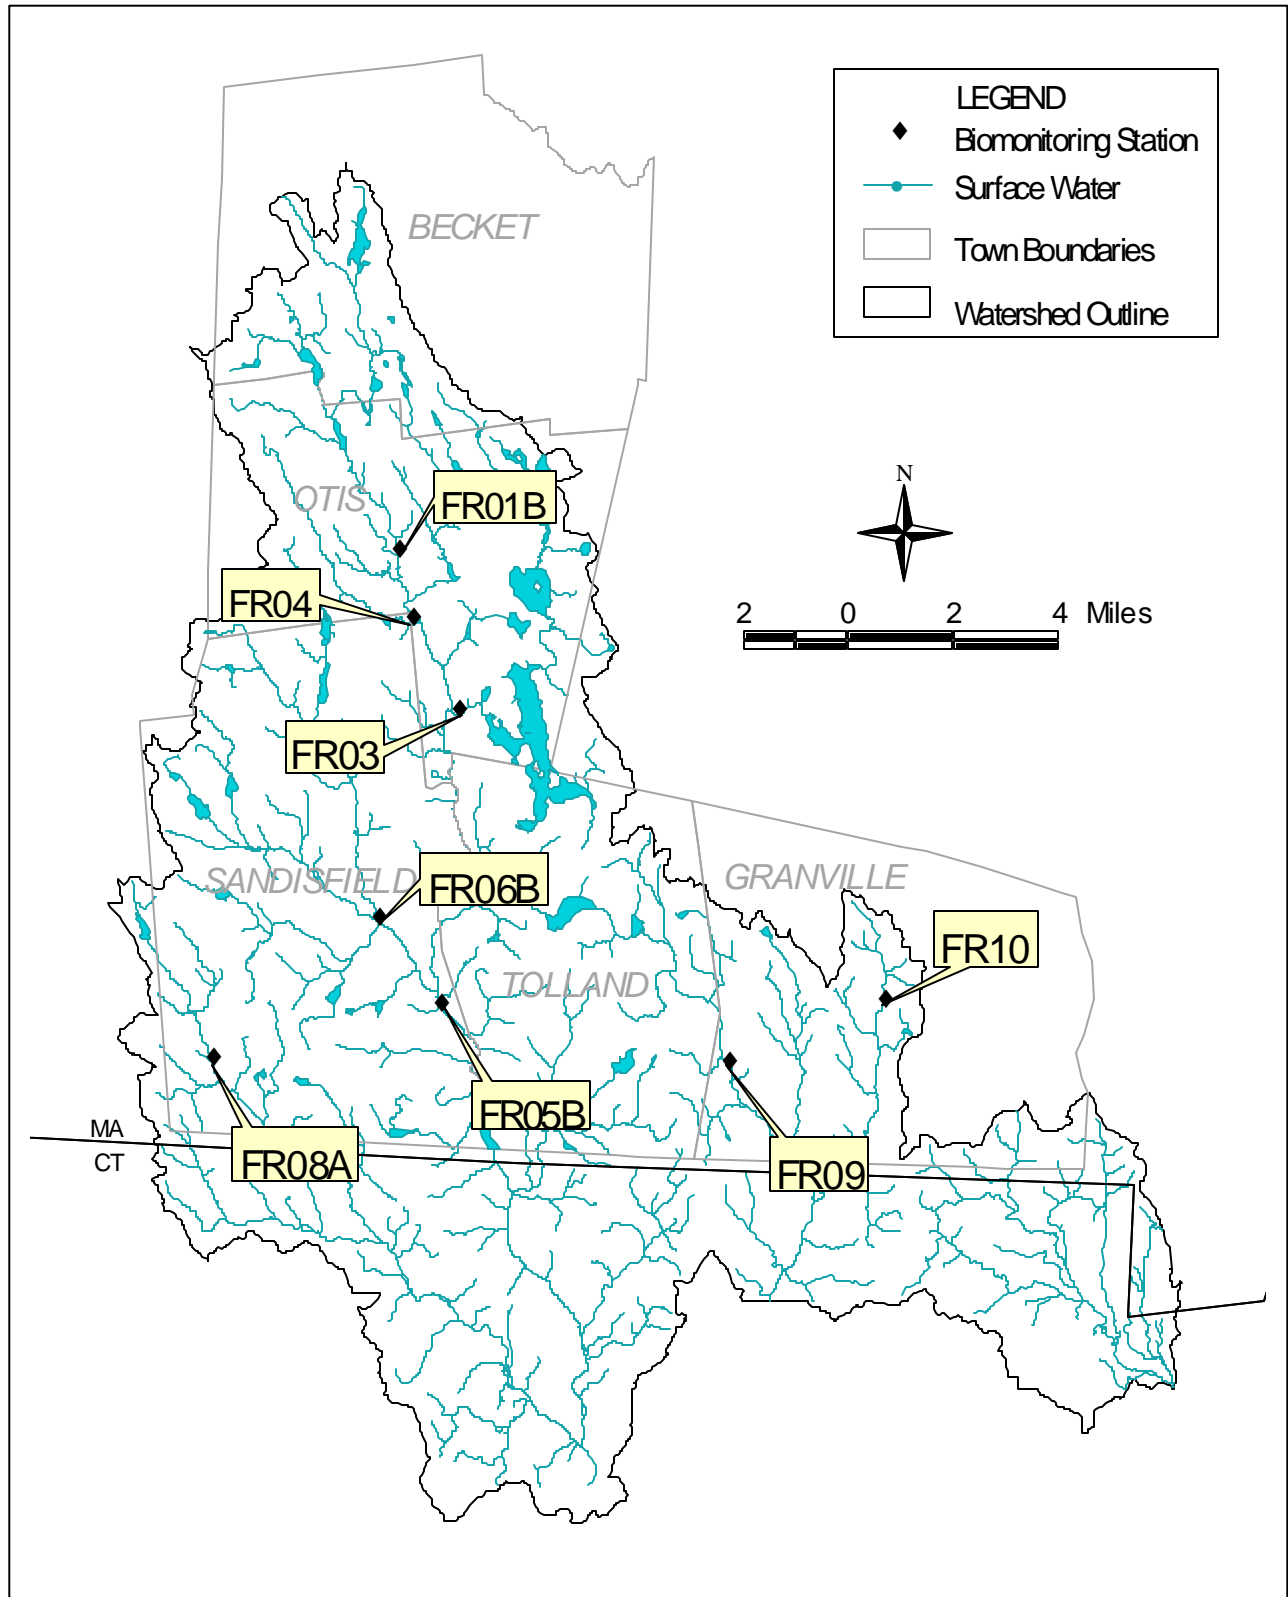 LEGEND
Biomonitoring Station
Surface Water
Town Boundaries
Watershed Outline
BECKET
N
OTIS
FR01B
FR04
2 0 2 4 Miles
FR03
SANDISFIELD
FR06B
GRANVILLE
FR10
TOLLAND
FR05B
MA
CT
FR08A
FR09